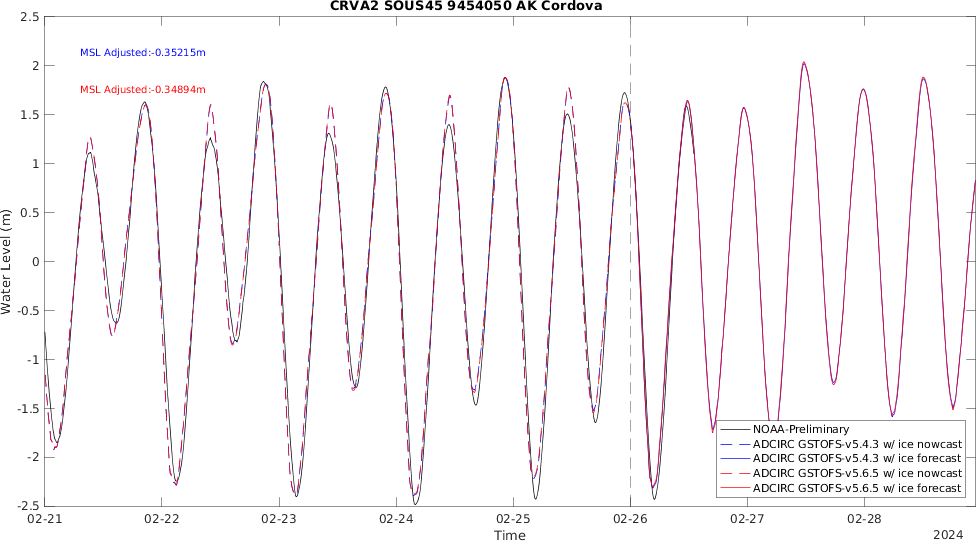 CRVA2 SOUS45 9454050 AK Cordova
2.5
2
1.5
1
0.5
0
-0.5
-1
-1.5
-2
-2.5
Water Level (m)
MSL Adjusted:-0.35215m
MSL Adjusted:-0.34894m
NOAA-Preliminary
ADCIRC GSTOFS-v5.4.3 w/ ice nowcast
ADCIRC GSTOFS-v5.4.3 w/ ice forecast
ADCIRC GSTOFS-v5.6.5 w/ ice nowcast
ADCIRC GSTOFS-v5.6.5 w/ ice forecast
02-21 02-22 02-23 02-24 02-25 02-26 02-27 02-28
Time
2024